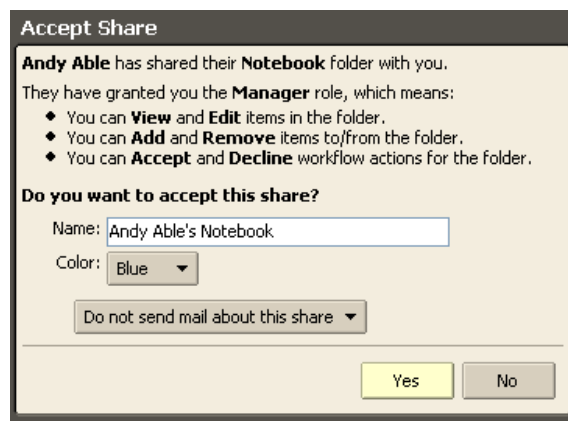 Accept Share
Andy Able has shared their Notebook folder with you.
They have granted you the Manager role, which means:
You can View and Edit items in the folder.
You can Add and Remove items to/from the folder.
You can Accept and Decline workflow actions for the folder.
Do you want to accept this share?
Name: Andy Able's Notebook
Color: Blue
Do not send mail about this share
Yes No